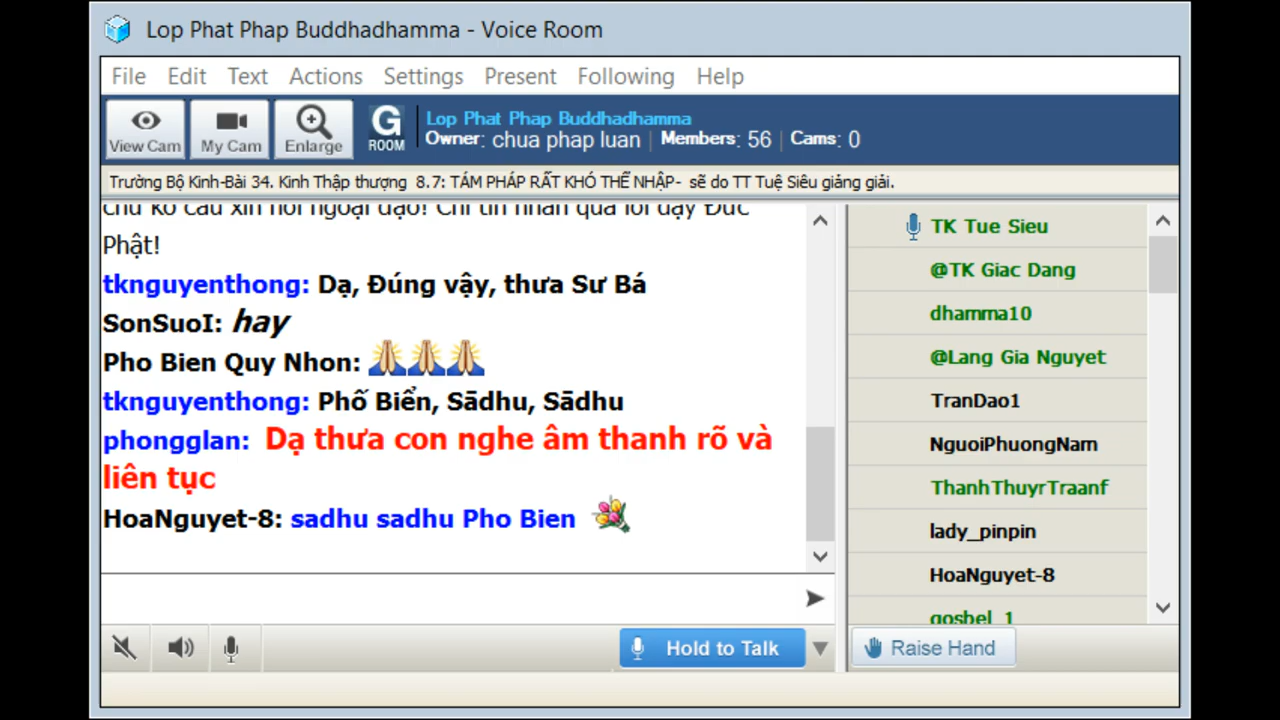 Lop Phat Phap Buddhadhamma - Voice Room
File Edit Text Actions Settings Present Following Help
View Cam My Cam Enlarge G ROOM
Lop Phat Phap Buddhadhamma
Owner: chua phap luan | Members: 56 | Cams: 0
Trường Bộ Kinh-Bài 34. Kinh Thập thượng 8.7: TÁM PHÁP RẤT KHÓ THỂ NHẬP- sẽ do TT Tuệ Siêu giảng giải.
Phật!
tknguyenthong: Dạ, Đúng vậy, thưa Sư Bá
SonSuoI: hay
Pho Bien Quy Nhon: 🙏🙏🙏
tknguyenthong: Phố Biển, Sādhu, Sādhu
phongglan: Dạ thưa con nghe âm thanh rõ và
liên tục
HoaNguyet-8: sadhu sadhu Pho Bien 💐
TK Tue Sieu
@TK Giac Dang
dhamma10
@Lang Gia Nguyet
TranDao1
NguoiPhuongNam
ThanhThuyrTraanf
lady_pinpin
HoaNguyet-8
gosbel_1
Hold to Talk
Raise Hand